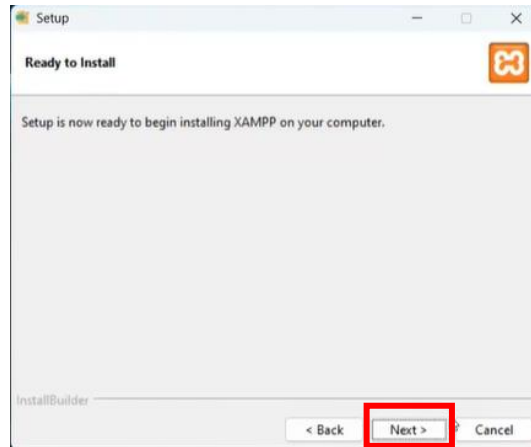 Setup
Ready to Install
Setup is now ready to begin installing XAMPP on your computer.
InstallBuilder
< Back
Next >
Cancel